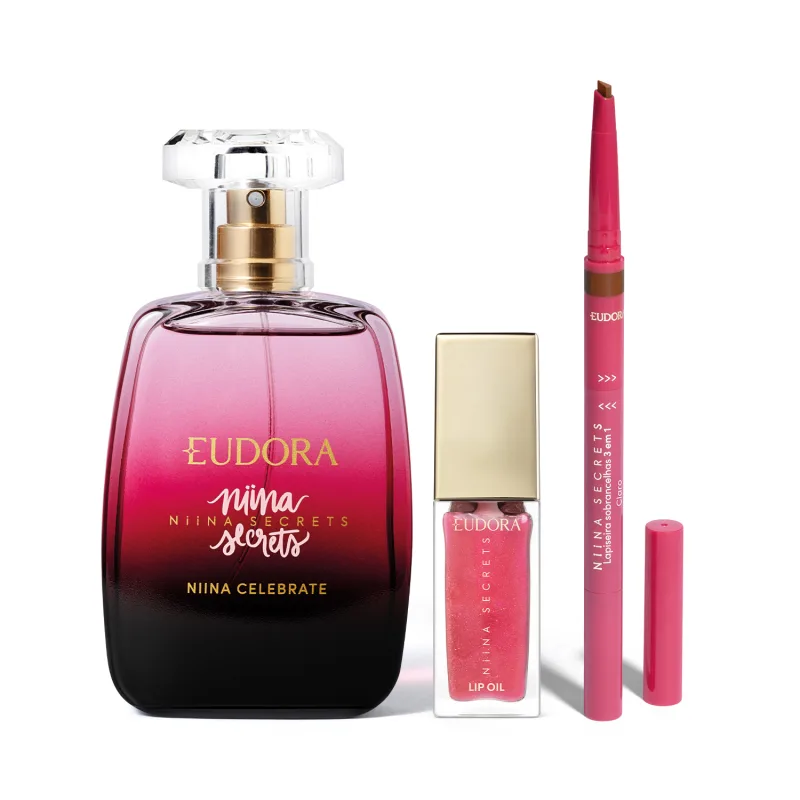 EUDORA
niina
NiiNA SECRETS
secrets
NIINA CELEBRATE
EUDORA
NiiNA SECRETS
LIP OIL
EUDORA
>>>
<<<
NiiNA SECRETS
Lapiseira sobrancelhas 3 em 1
Claro